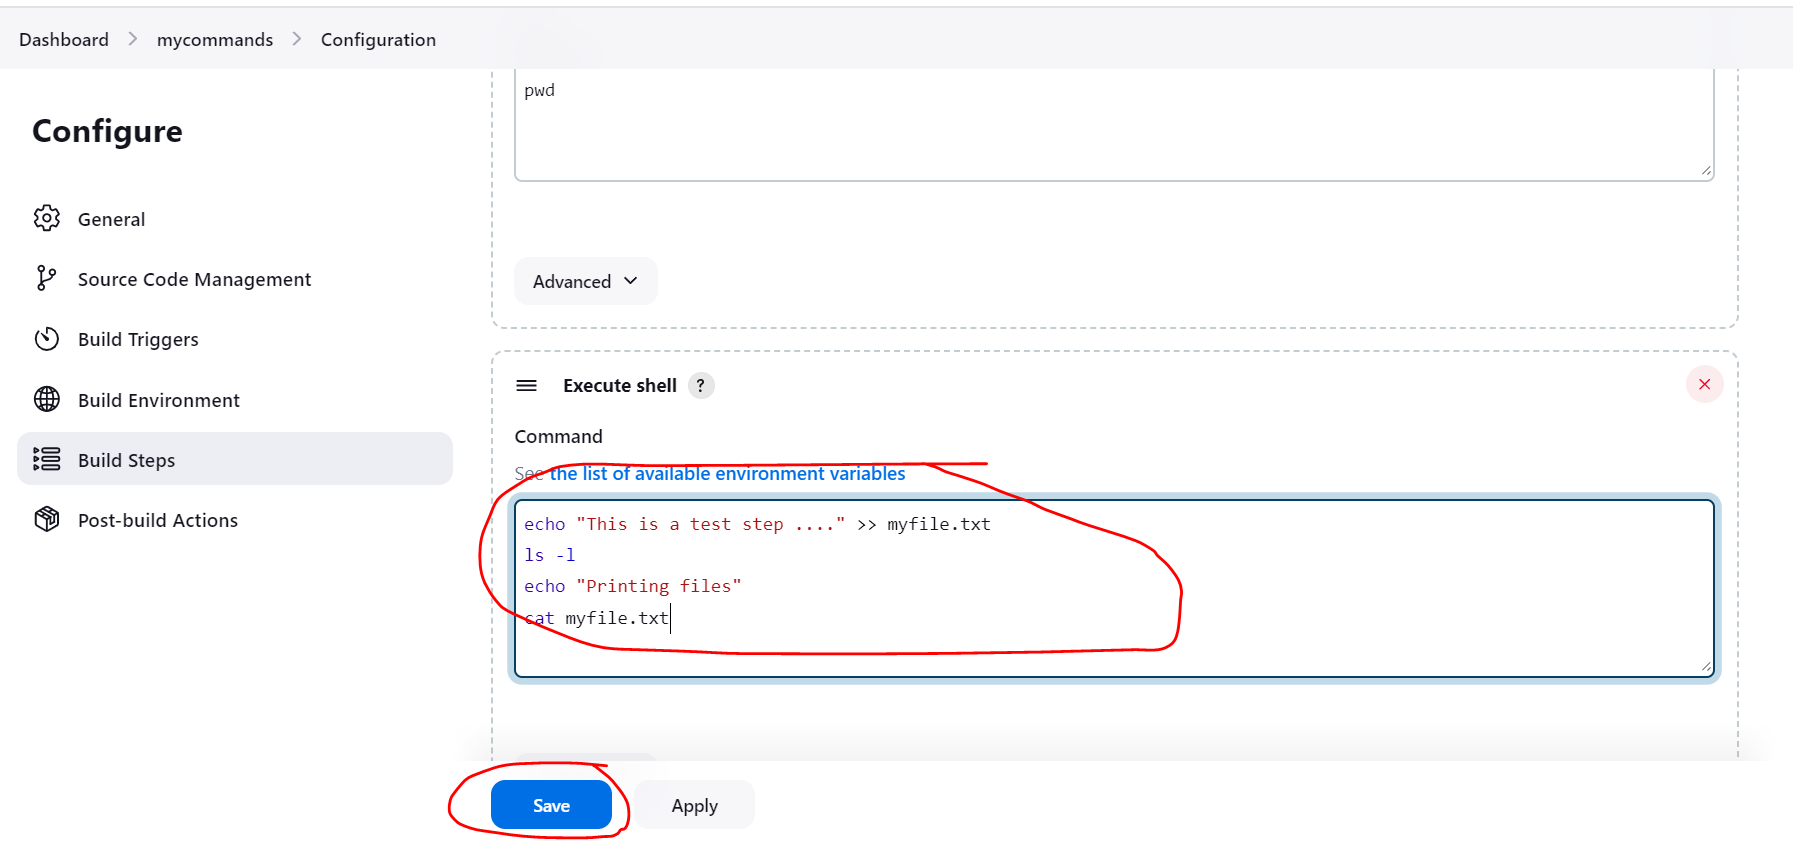 Dashboard > mycommands > Configuration
Configure
General
Source Code Management
Build Triggers
Build Environment
Build Steps
Post-build Actions
pwd
Advanced
Execute shell ?
Command
See the list of available environment variables
echo "This is a test step ...." >> myfile.txt
ls -l
echo "Printing files"
cat myfile.txt
Save
Apply